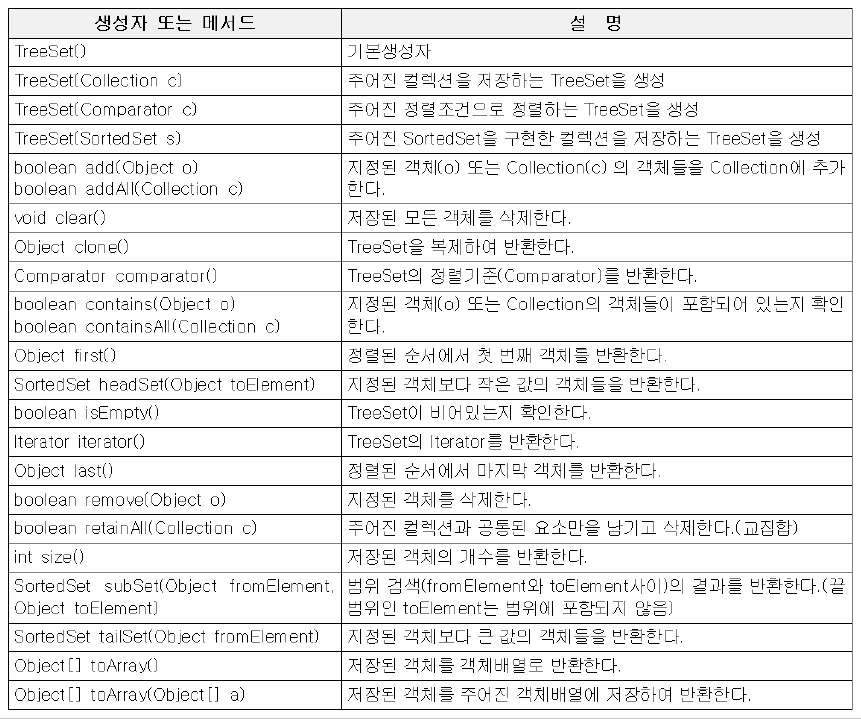 생성자 또는 메서드
설 명
TreeSet()
기본생성자
TreeSet(Collection c)
주어진 컬렉션을 저장하는 TreeSet을 생성
TreeSet(Comparator c)
주어진 정렬조건으로 정렬하는 TreeSet을 생성
TreeSet(SortedSet s)
주어진 SortedSet을 구현한 컬렉션을 저장하는 TreeSet을 생성
boolean add(Object o)
boolean addAll(Collection c)
지정된 객체(o) 또는 Collection(c) 의 객체들을 Collection에 추가
한다.
void clear()
저장된 모든 객체를 삭제한다.
Object clone()
TreeSet을 복제하여 반환한다.
Comparator comparator()
TreeSet의 정렬기준(Comparator)를 반환한다.
boolean contains(Object o)
boolean containsAll(Collection c)
지정된 객체(o) 또는 Collection의 객체들이 포함되어 있는지 확인
한다.
Object first()
정렬된 순서에서 첫 번째 객체를 반환한다.
SortedSet headSet(Object toElement)
지정된 객체보다 작은 값의 객체들을 반환한다.
boolean isEmpty()
TreeSet이 비어있는지 확인한다.
Iterator iterator()
TreeSet의 Iterator를 반환한다.
Object last()
정렬된 순서에서 마지막 객체를 반환한다.
boolean remove(Object o)
지정된 객체를 삭제한다.
boolean retainAll(Collection c)
주어진 컬렉션과 공통된 요소만을 남기고 삭제한다.(교집합)
int size()
저장된 객체의 개수를 반환한다.
SortedSet subSet(Object fromElement,
Object toElement)
범위 검색(fromElement와 toElement사이)의 결과를 반환한다.(끝
범위인 toElement는 범위에 포함되지 않음)
SortedSet tailSet(Object fromElement)
지정된 객체보다 큰 값의 객체들을 반환한다.
Object[] toArray()
저장된 객체를 객체배열로 반환한다.
Object[] toArray(Object[] a)
저장된 객체를 주어진 객체배열에 저장하여 반환한다.